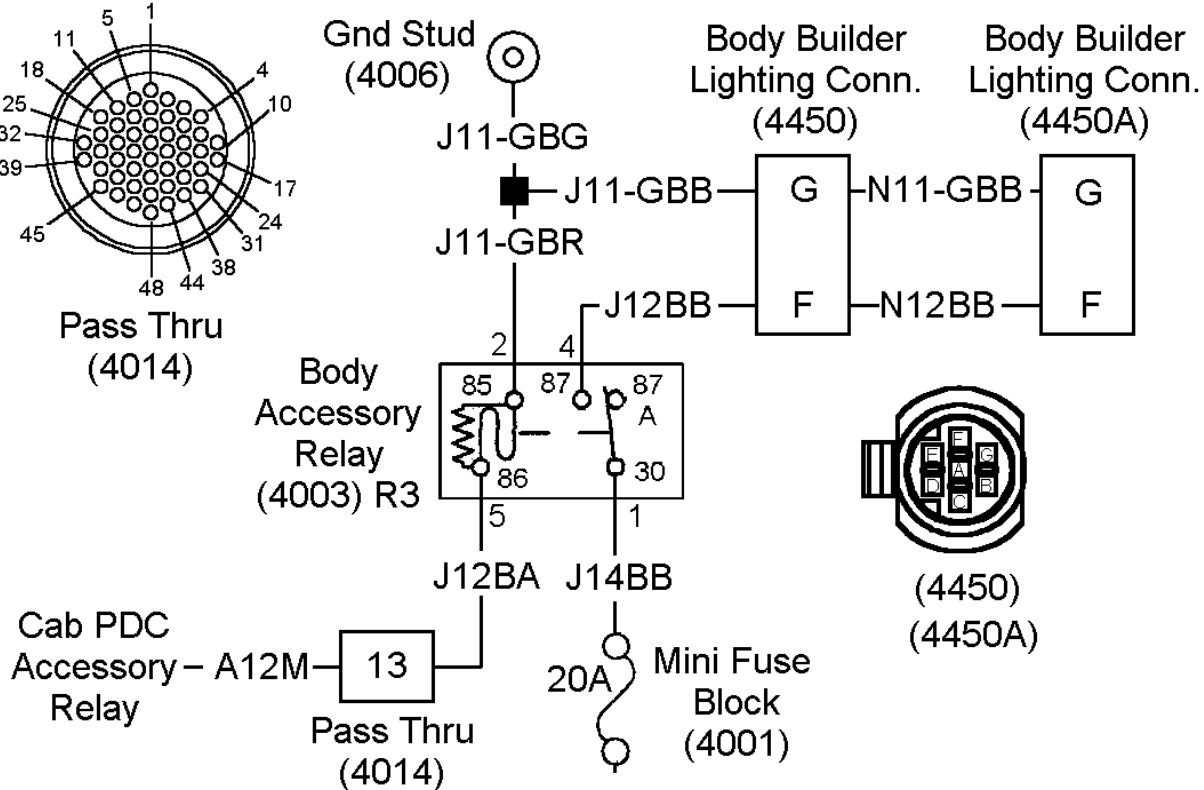 1
5
11
18
25
32
39
45
48
44
38
31
24
17
10
4
Pass Thru
(4014)
Gnd Stud
(4006)
J11-GBG
J11-GBB
J11-GBR
Body Builder
Lighting Conn.
(4450)
G
F
N11-GBB
N12BB
Body Builder
Lighting Conn.
(4450A)
G
F
J12BB
2
4
Body
Accessory
Relay
(4003) R3
85
87
87
A
86
30
5
1
J12BA
J14BB
Cab PDC
Accessory
Relay
A12M
13
Pass Thru
(4014)
20A
Mini Fuse
Block
(4001)
G
A
D
B
C
(4450)
(4450A)